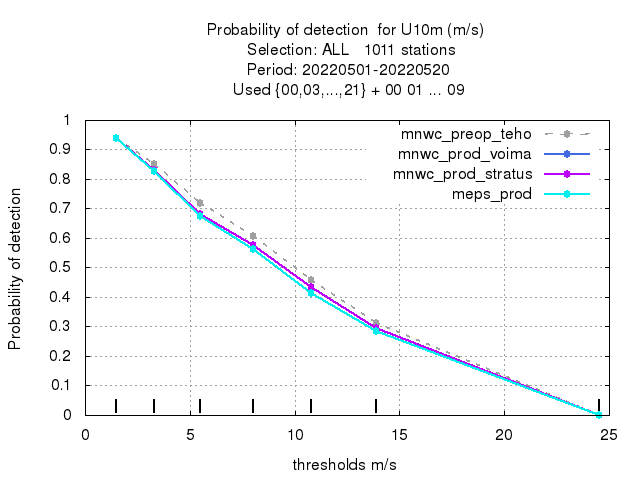 Probability of detection  for U10m (m/s)
Selection: ALL   1011 stations
Period: 20220501-20220520
Used {00,03,...,21} + 00 01 ... 09
mnwc_preop_teho
mnwc_prod_voima
mnwc_prod_stratus
meps_prod
Probability of detection
1
0.9
0.8
0.7
0.6
0.5
0.4
0.3
0.2
0.1
0
0 5 10 15 20 25
thresholds m/s